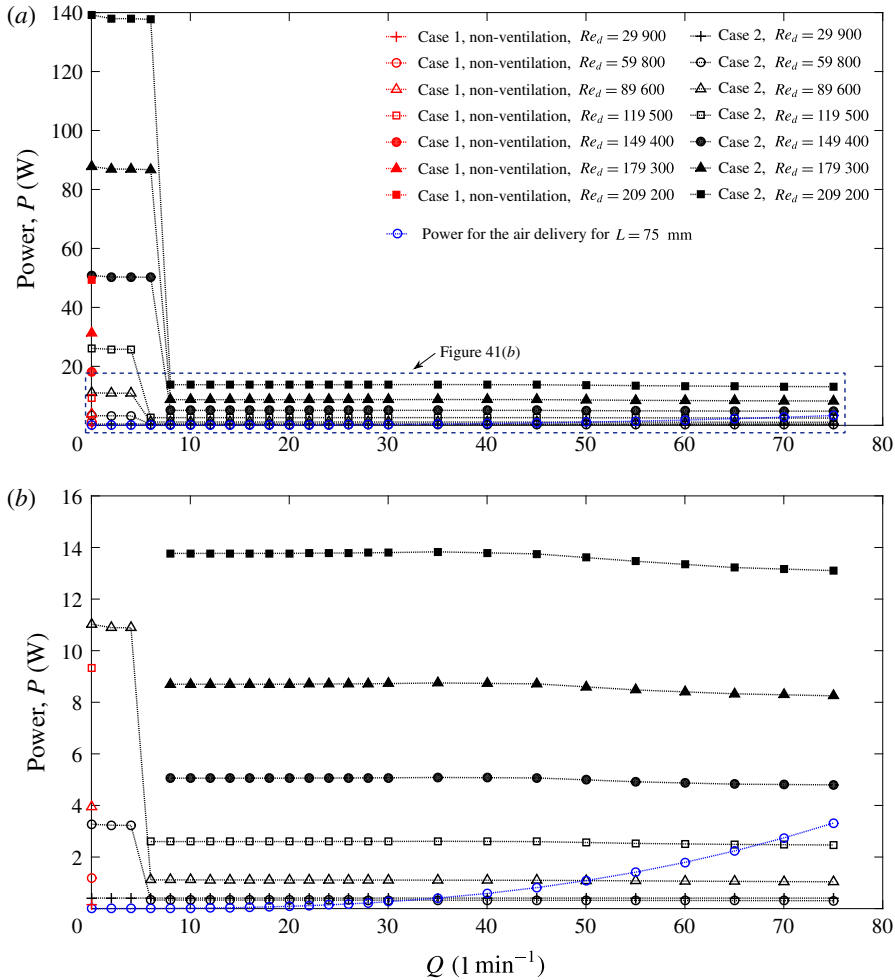 (a)
140
120
100
80
60
40
20
0
Power, P (W)
Case 1, non-ventilation, Re_d = 29 900
Case 1, non-ventilation, Re_d = 59 800
Case 1, non-ventilation, Re_d = 89 600
Case 1, non-ventilation, Re_d = 119 500
Case 1, non-ventilation, Re_d = 149 400
Case 1, non-ventilation, Re_d = 179 300
Case 1, non-ventilation, Re_d = 209 200
Case 2, Re_d = 29 900
Case 2, Re_d = 59 800
Case 2, Re_d = 89 600
Case 2, Re_d = 119 500
Case 2, Re_d = 149 400
Case 2, Re_d = 179 300
Case 2, Re_d = 209 200
Power for the air delivery for L = 75 mm
Figure 41(b)
10 20 30 40 50 60 70 80
(b)
16
14
12
10
8
6
4
2
0
Power, P (W)
10 20 30 40 50 60 70 80
Q (l min⁻¹)